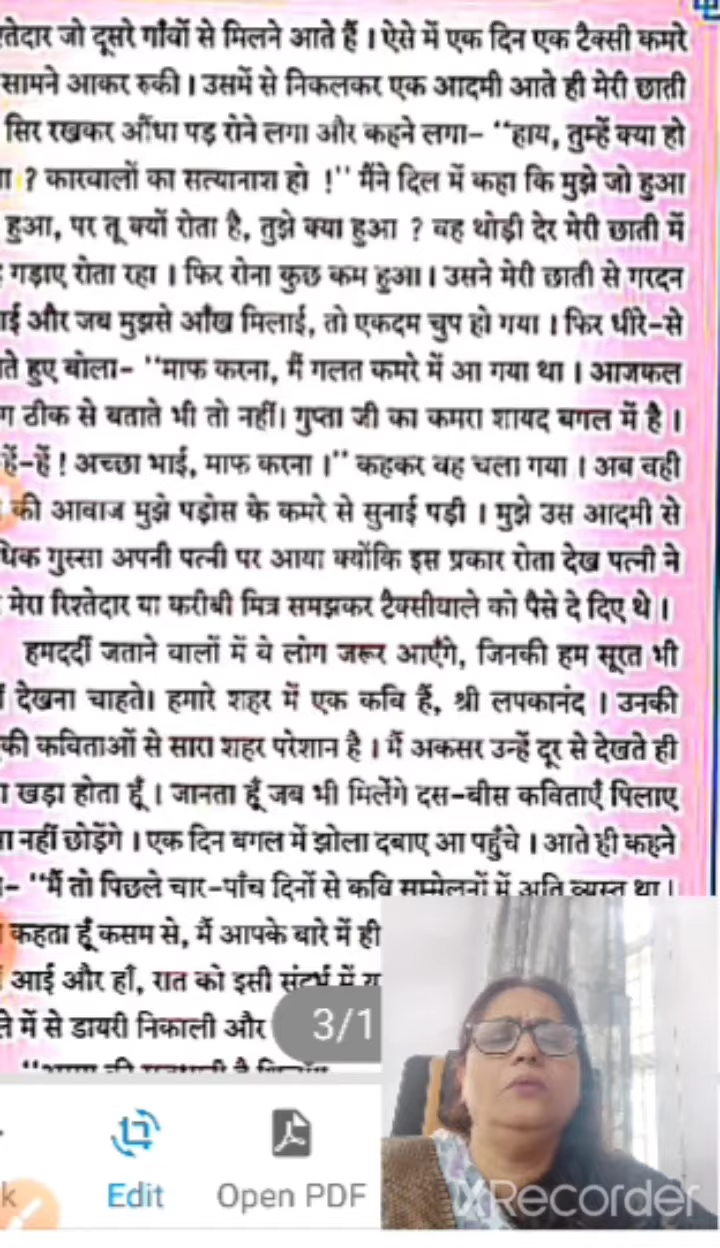 तेदार जो दूसरे गाँवों से मिलने आते हैं । ऐसे में एक दिन एक टैक्सी कमरे
सामने आकर रुकी । उसमें से निकलकर एक आदमी आते ही मेरी छाती
सिर रखकर औंधा पड़ रोने लगा और कहने लगा- ‘‘हाय, तुम्हें क्या हो
? कारवालों का सत्यानाश हो !’’ मैंने दिल में कहा कि मुझे जो हुआ
हुआ, पर तू क्यों रोता है, तुझे क्या हुआ ? वह थोड़ी देर मेरी छाती में
गड़ाए रोता रहा । फिर रोना कुछ कम हुआ । उसने मेरी छाती से गरदन
ई और जब मुझसे आँख मिलाई, तो एकदम चुप हो गया । फिर धीरे-से
ते हुए बोला- ‘‘माफ करना, मैं गलत कमरे में आ गया था । आजकल
ग ठीक से बताते भी तो नहीं। गुप्ता जी का कमरा शायद बगल में है ।
हें-हें ! अच्छा भाई, माफ करना ।’’ कहकर वह चला गया । अब वही
की आवाज मुझे पड़ोस के कमरे से सुनाई पड़ी । मुझे उस आदमी से
धिक गुस्सा अपनी पत्नी पर आया क्योंकि इस प्रकार रोता देख पत्नी ने
मेरा रिश्तेदार या करीबी मित्र समझकर टैक्सीवाले को पैसे दे दिए थे ।
हमदर्दी जताने वालों में वे लोग जरूर आएँगे, जिनकी हम सूरत भी
देखना चाहते। हमारे शहर में एक कवि हैं, श्री लपकानंद । उनकी
की कविताओं से सारा शहर परेशान है । मैं अकसर उन्हें दूर से देखते ही
खड़ा होता हूँ । जानता हूँ जब भी मिलेंगे दस-बीस कविताएँ पिलाए
ना नहीं छोड़ेंगे । एक दिन बगल में झोला दबाए आ पहुँचे । आते ही कहने
- ‘‘मैं तो पिछले चार-पाँच दिनों से कवि सम्मेलनों में अति व्यस्त था ।
कहता हूँ कसम से, मैं आपके बारे में ही
आई और हाँ, रात को इसी संदर्भ में
ले में से डायरी निकाली और
3/1
k
Edit
Open PDF
XRecorder